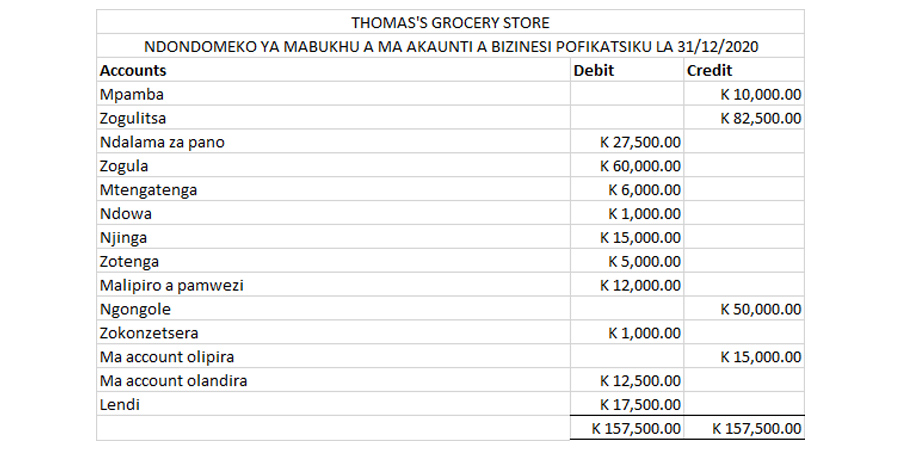 THOMAS'S GROCERY STORE
NDONDOMEKO YA MABUKHU A MA AKAUNTI A BIZINESI POFIKATSIKU LA 31/12/2020
Accounts Debit Credit
Mpamba K 10,000.00
Zogulitsa K 82,500.00
Ndalama za pano K 27,500.00
Zogula K 60,000.00
Mtengatenga K 6,000.00
Ndowa K 1,000.00
Njinga K 15,000.00
Zotenga K 5,000.00
Malipiro a pamwezi K 12,000.00
Ngongole K 50,000.00
Zokonzetsera K 1,000.00
Ma account olipira K 15,000.00
Ma account olandira K 12,500.00
Lendi K 17,500.00
K 157,500.00 K 157,500.00